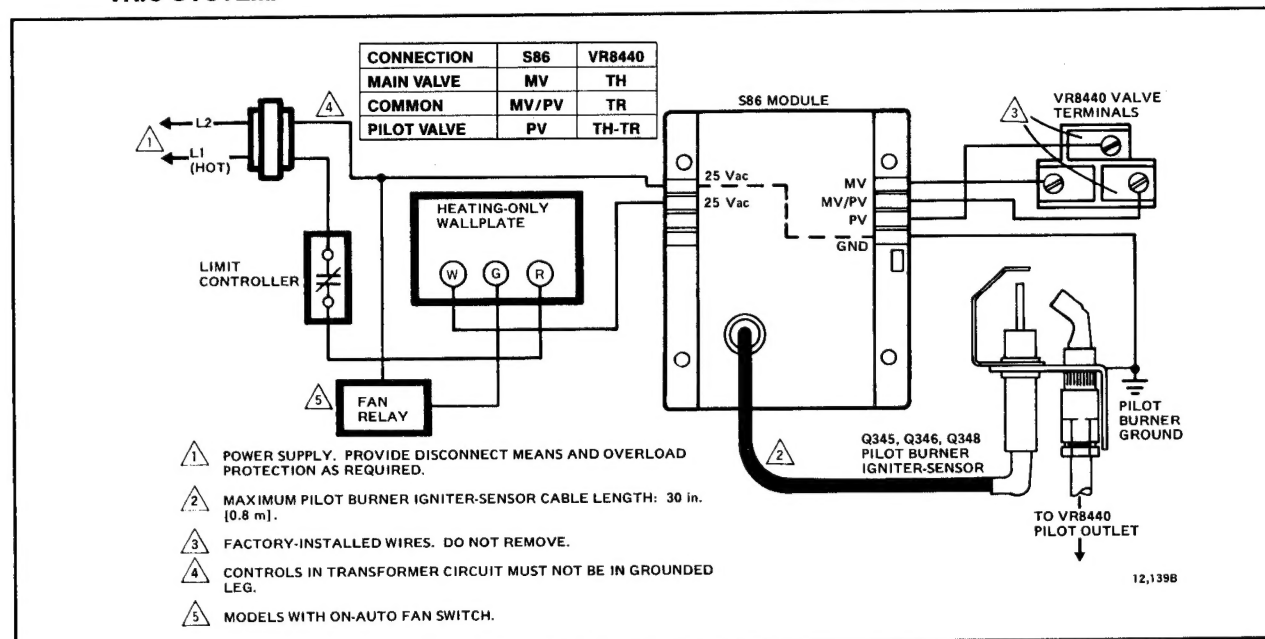 CONNECTION S86 VR8440
MAIN VALVE MV TH
COMMON MV/PV TR
PILOT VALVE PV TH-TR
4
L2
1
L1
(HOT)
S86 MODULE
3
VR8440 VALVE
TERMINALS
25 Vac
25 Vac
MV
MV/PV
PV
GND
HEATING-ONLY
WALLPLATE
W G R
LIMIT
CONTROLLER
5
FAN
RELAY
2
Q345, Q346, Q348
PILOT BURNER
IGNITER-SENSOR
PILOT
BURNER
GROUND
TO VR8440
PILOT OUTLET
1 POWER SUPPLY. PROVIDE DISCONNECT MEANS AND OVERLOAD
PROTECTION AS REQUIRED.
2 MAXIMUM PILOT BURNER IGNITER-SENSOR CABLE LENGTH: 30 in.
[0.8 m].
3 FACTORY-INSTALLED WIRES. DO NOT REMOVE.
4 CONTROLS IN TRANSFORMER CIRCUIT MUST NOT BE IN GROUNDED
LEG.
5 MODELS WITH ON-AUTO FAN SWITCH.
12,139B